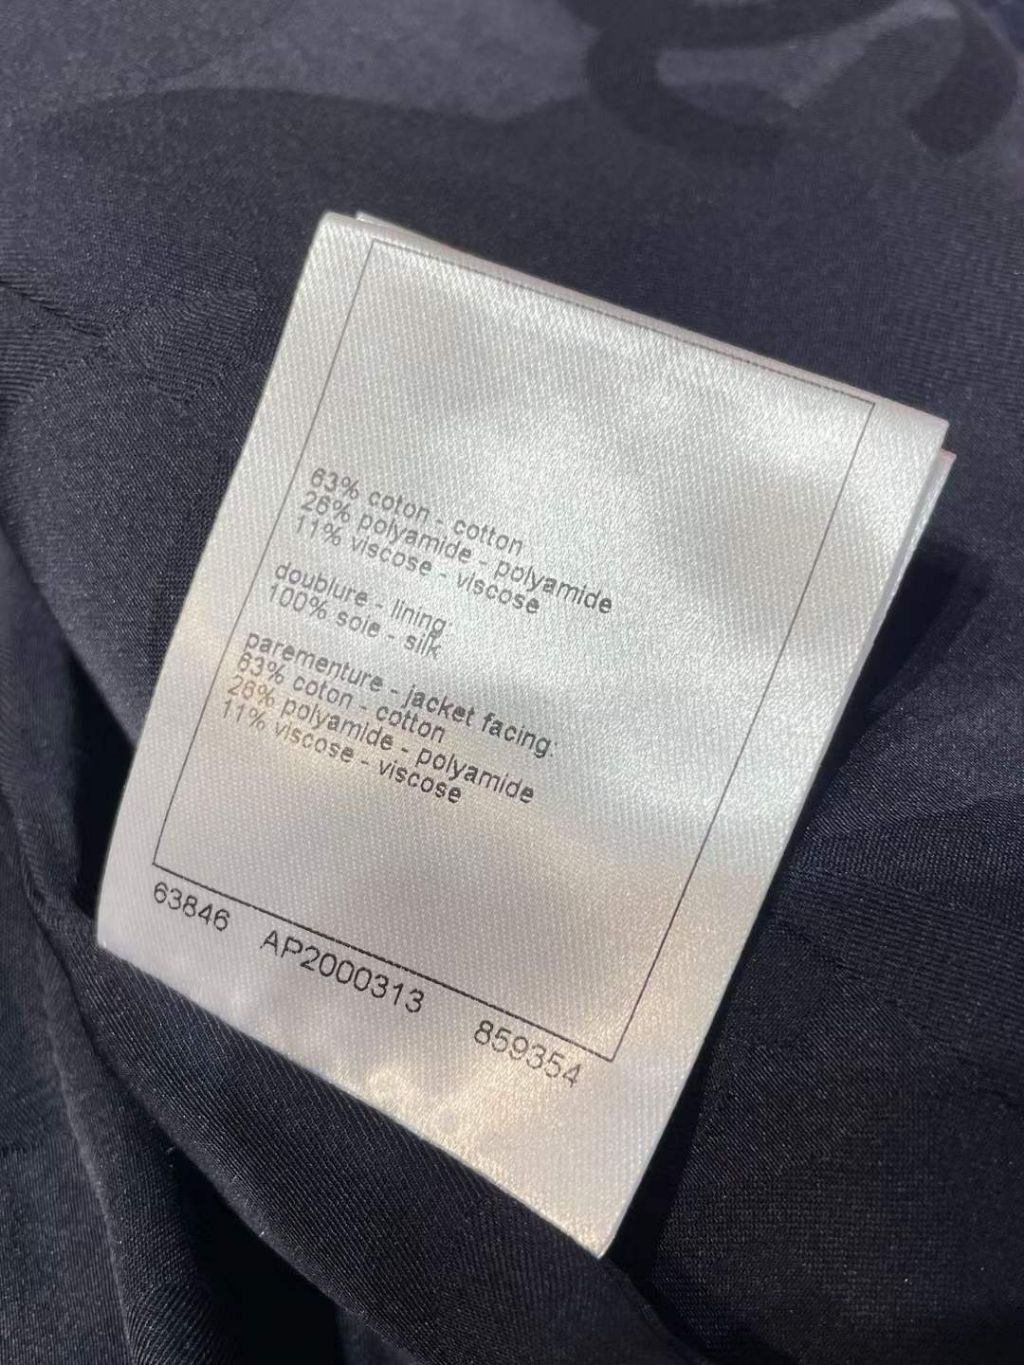 63% coton - cotton
26% polyamide - polyamide
11% viscose - viscose
doublure - lining:
100% soie - silk
parementure - jacket facing:
63% coton - cotton
26% polyamide - polyamide
11% viscose - viscose
63846 AP2000313 859354